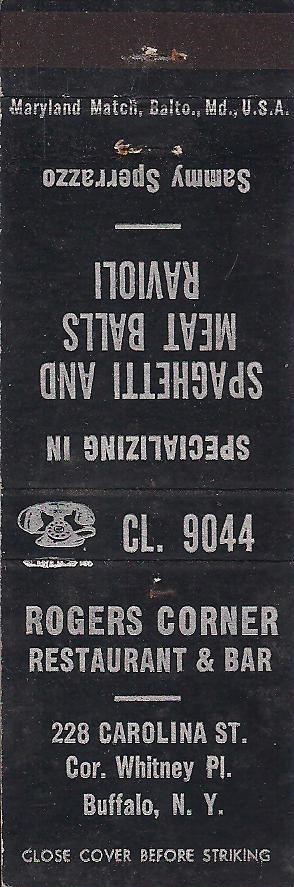 Maryland Match, Balto., Md., U.S.A.
SPECIALIZING IN
SPAGHETTI AND
MEAT BALLS
RAVIOLI
Sammy Sperrazzo
CL. 9044
ROGERS CORNER
RESTAURANT & BAR
228 CAROLINA ST.
Cor. Whitney Pl.
Buffalo, N. Y.
CLOSE COVER BEFORE STRIKING